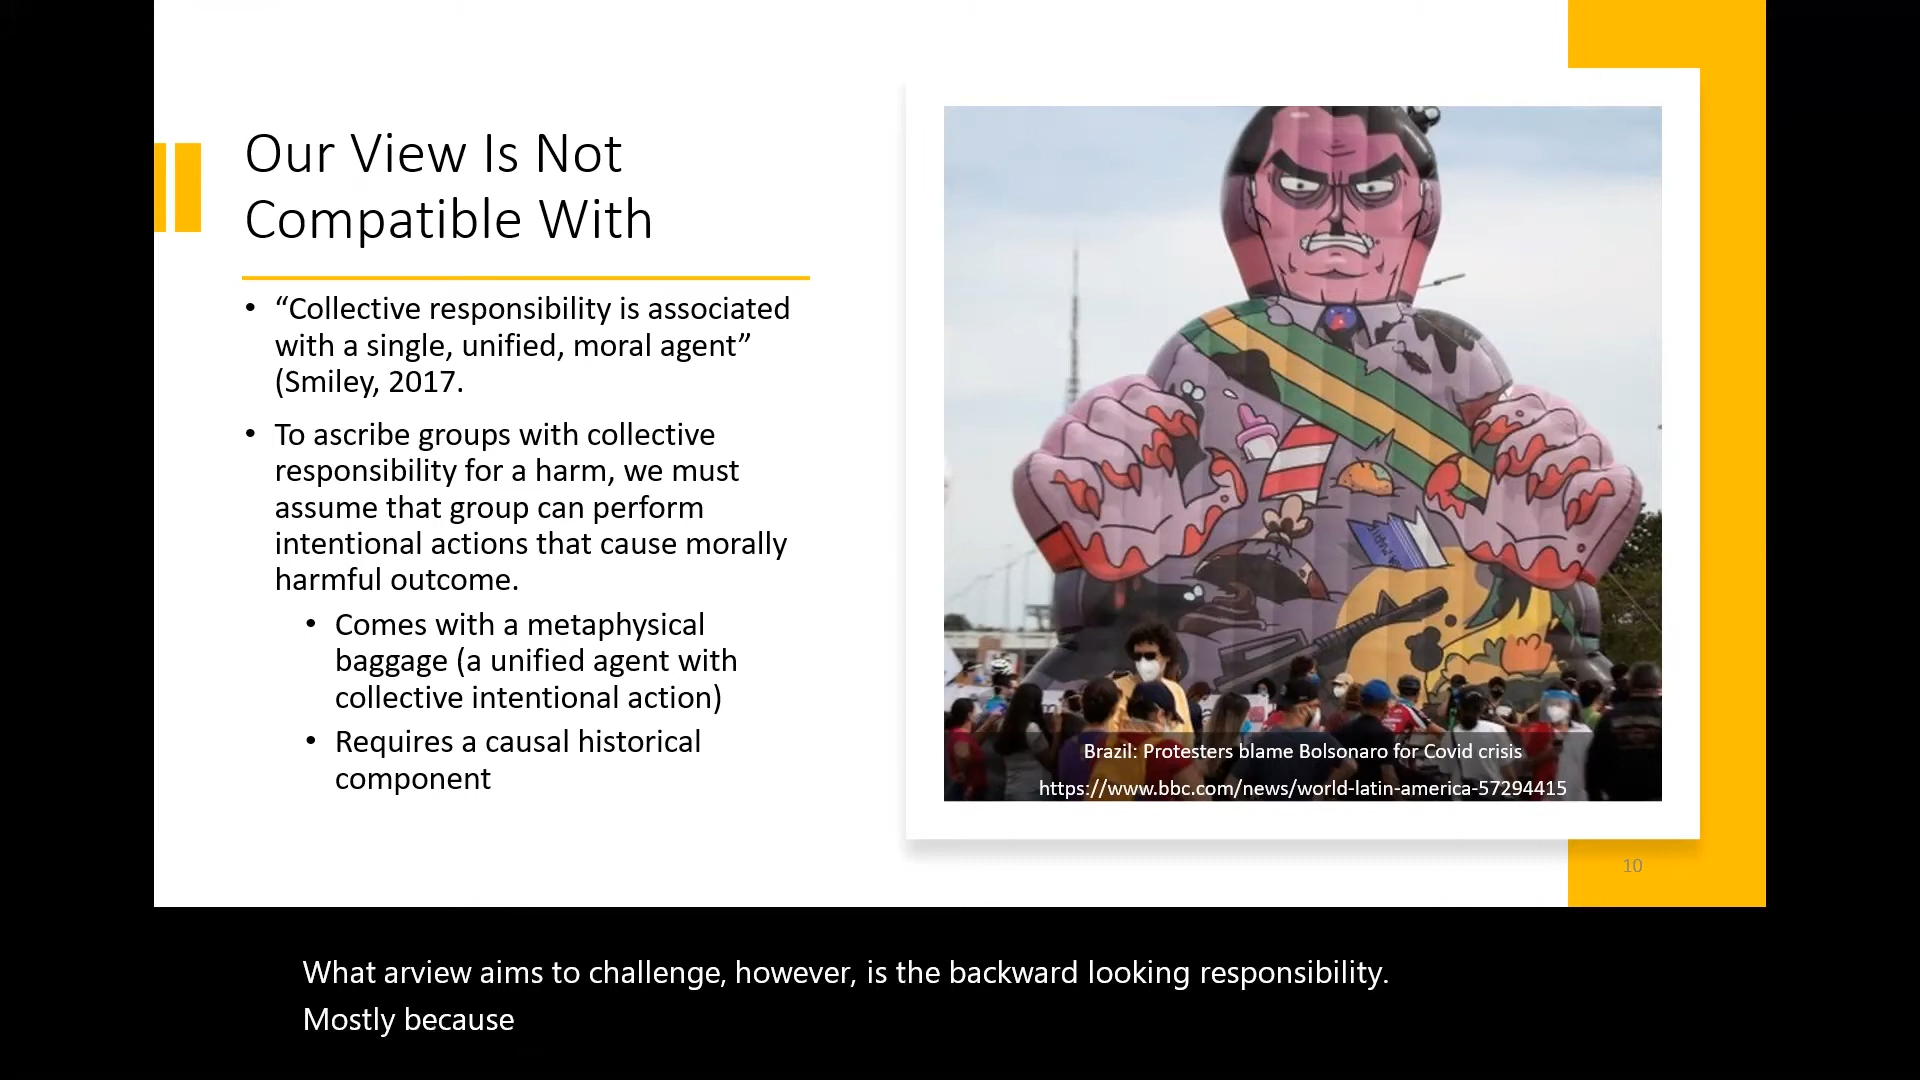 Our View Is Not
Compatible With
• “Collective responsibility is associated
with a single, unified, moral agent”
(Smiley, 2017.
• To ascribe groups with collective
responsibility for a harm, we must
assume that group can perform
intentional actions that cause morally
harmful outcome.
• Comes with a metaphysical
baggage (a unified agent with
collective intentional action)
• Requires a causal historical
component
Brazil: Protesters blame Bolsonaro for Covid crisis
https://www.bbc.com/news/world-latin-america-57294415
10
What arview aims to challenge, however, is the backward looking responsibility.
Mostly because